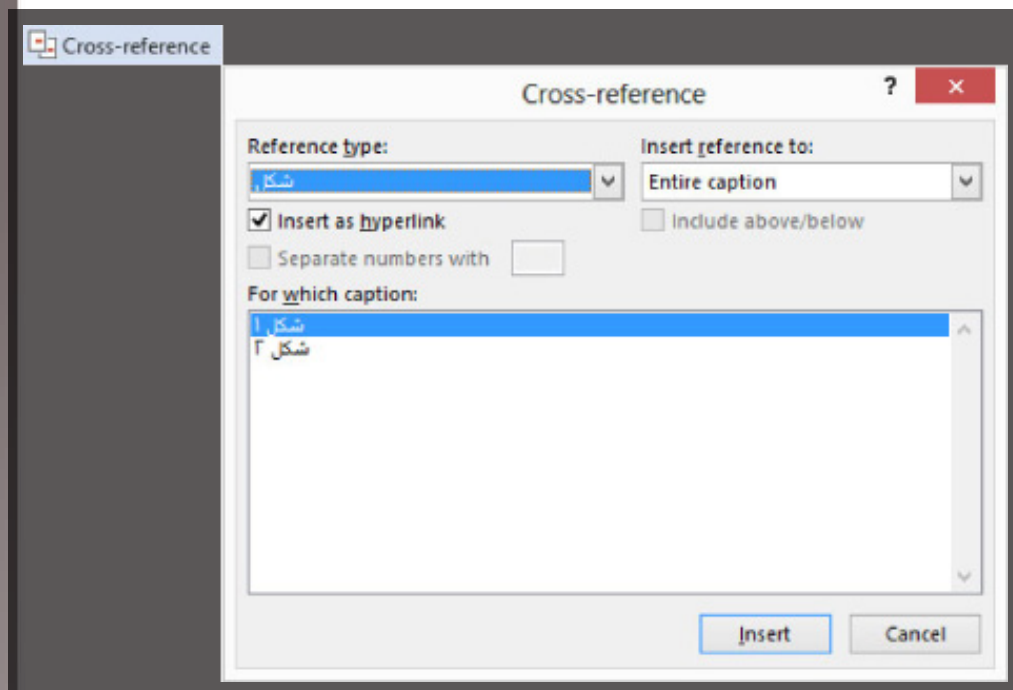 Cross-reference
Cross-reference
?
Reference type:
Insert reference to:
شکل
Entire caption
Insert as hyperlink
Include above/below
Separate numbers with
For which caption:
شکل ۱
شکل ۲
Insert
Cancel